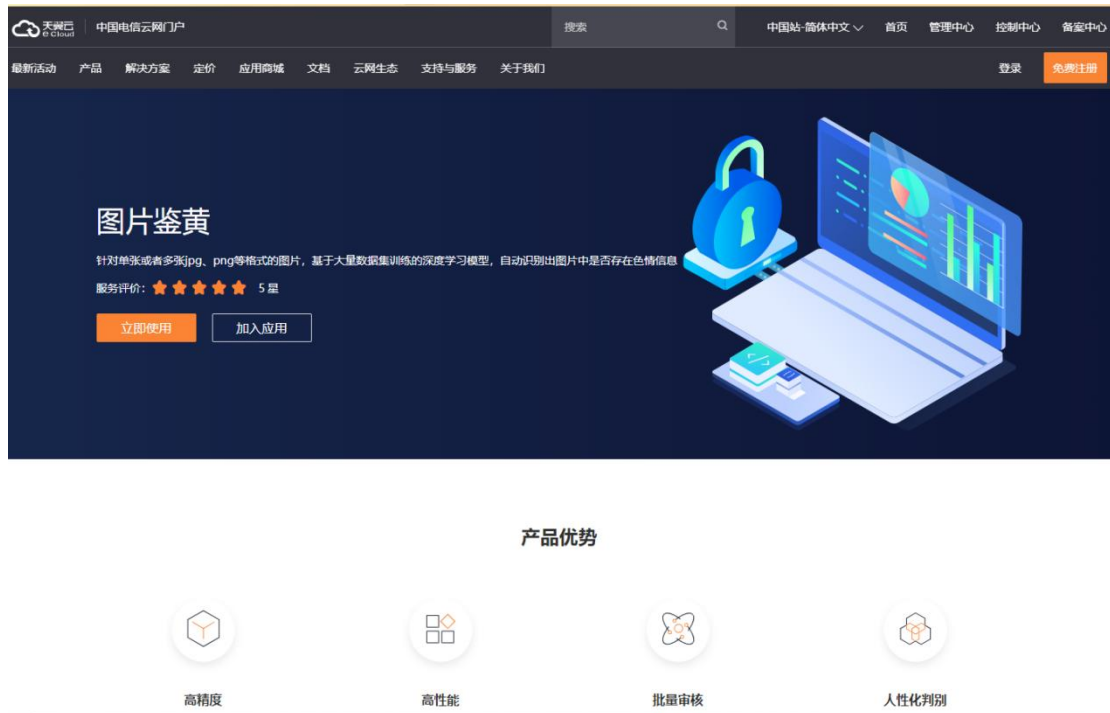 天翼云 中国电信云网门户 搜索 中国站-简体中文 首页 管理中心 控制中心 备案中心
e Cloud
最新活动 产品 解决方案 定价 应用商城 文档 云网生态 支持与服务 关于我们 登录 免费注册
图片鉴黄
针对单张或者多张jpg、png等格式的图片，基于大量数据集训练的深度学习模型，自动识别出图片中是否存在色情信息
服务评价： 5 星
立即使用 加入应用
</>
产品优势
高精度 高性能 批量审核 人性化判别